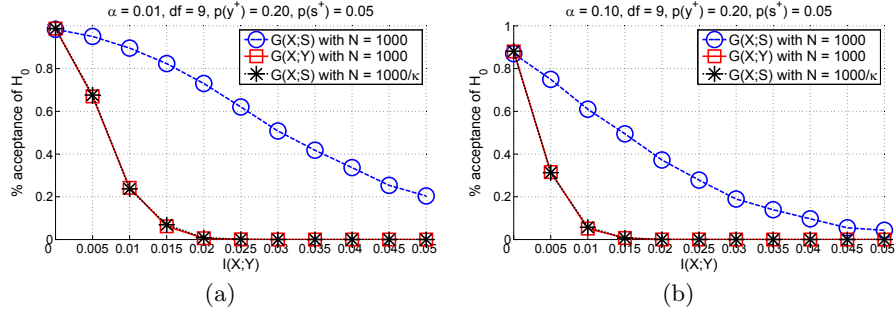 α = 0.01, df = 9, p(y⁺) = 0.20, p(s⁺) = 0.05
% acceptance of H₀
1
0.8
0.6
0.4
0.2
0
G(X;S) with N = 1000
G(X;Y) with N = 1000
G(X;S) with N = 1000/κ
0 0.005 0.01 0.015 0.02 0.025 0.03 0.035 0.04 0.045 0.05
I(X;Y)
(a)
α = 0.10, df = 9, p(y⁺) = 0.20, p(s⁺) = 0.05
% acceptance of H₀
1
0.8
0.6
0.4
0.2
0
G(X;S) with N = 1000
G(X;Y) with N = 1000
G(X;S) with N = 1000/κ
0 0.005 0.01 0.015 0.02 0.025 0.03 0.035 0.04 0.045 0.05
I(X;Y)
(b)